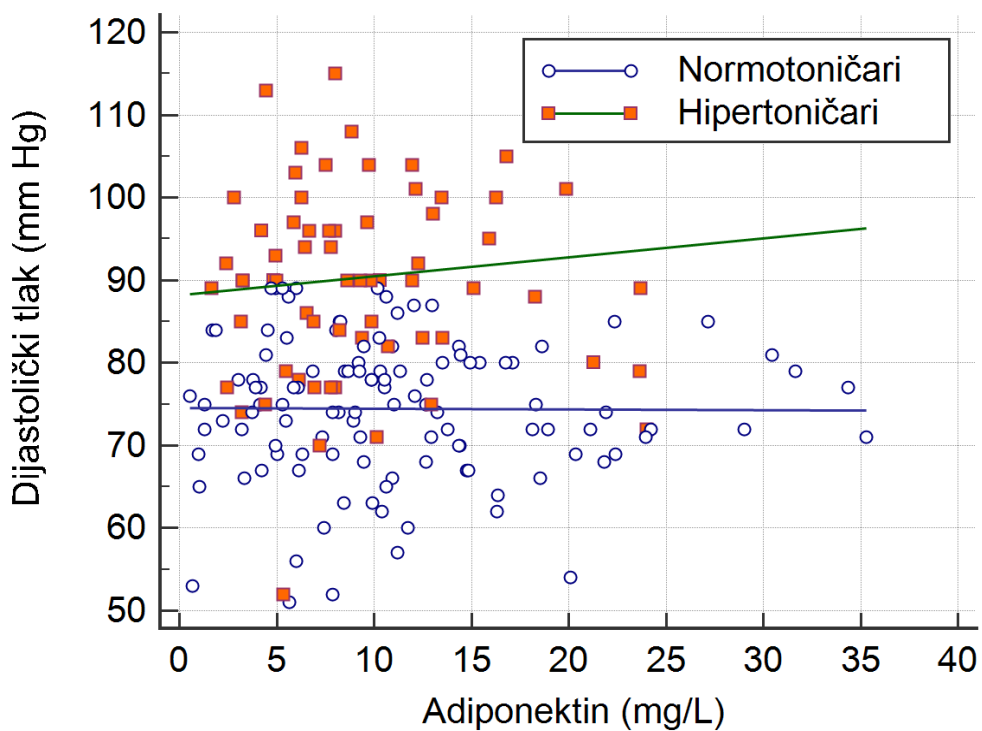 Dijastolički tlak (mm Hg)
120
110
100
90
80
70
60
50
Normotoničari
Hipertoničari
0 5 10 15 20 25 30 35 40
Adiponektin (mg/L)